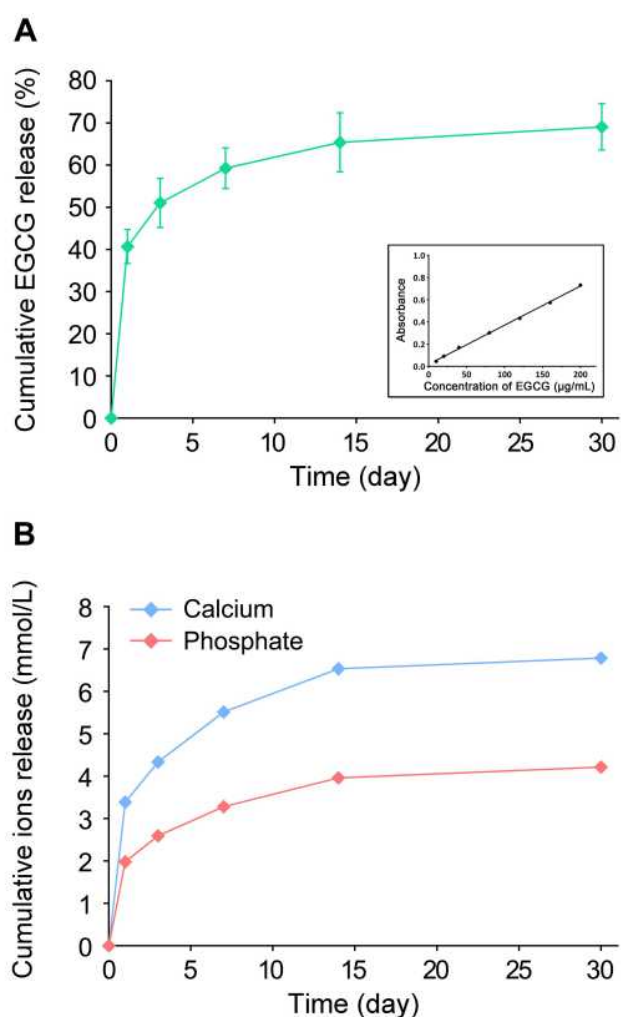 A
Cumulative EGCG release (%)
80
70
60
50
40
30
20
10
0
0 5 10 15 20 25 30
Time (day)
Absorbance
1.0
0.8
0.6
0.4
0.2
0.0
0 50 100 150 200
Concentration of EGCG (µg/mL)
B
Cumulative ions release (mmol/L)
8
7
6
5
4
3
2
1
0
Calcium
Phosphate
0 5 10 15 20 25 30
Time (day)